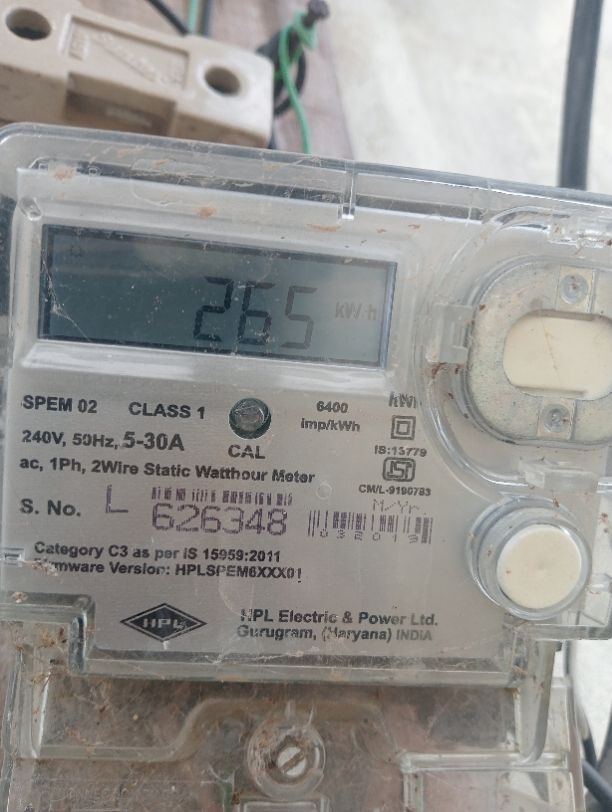 265 kWh
SPEM 02 CLASS 1 6400 imp/kWh
240V, 50Hz, 5-30A CAL IS:13779
ac, 1Ph, 2Wire Static Watthour Meter
CM/L-9190783
S. No. L 626348 M/Yr.
Category C3 as per IS 15959:2011
Firmware Version: HPLSPEM6XXX01
HPL HPL Electric & Power Ltd.
Gurugram, (Haryana) INDIA